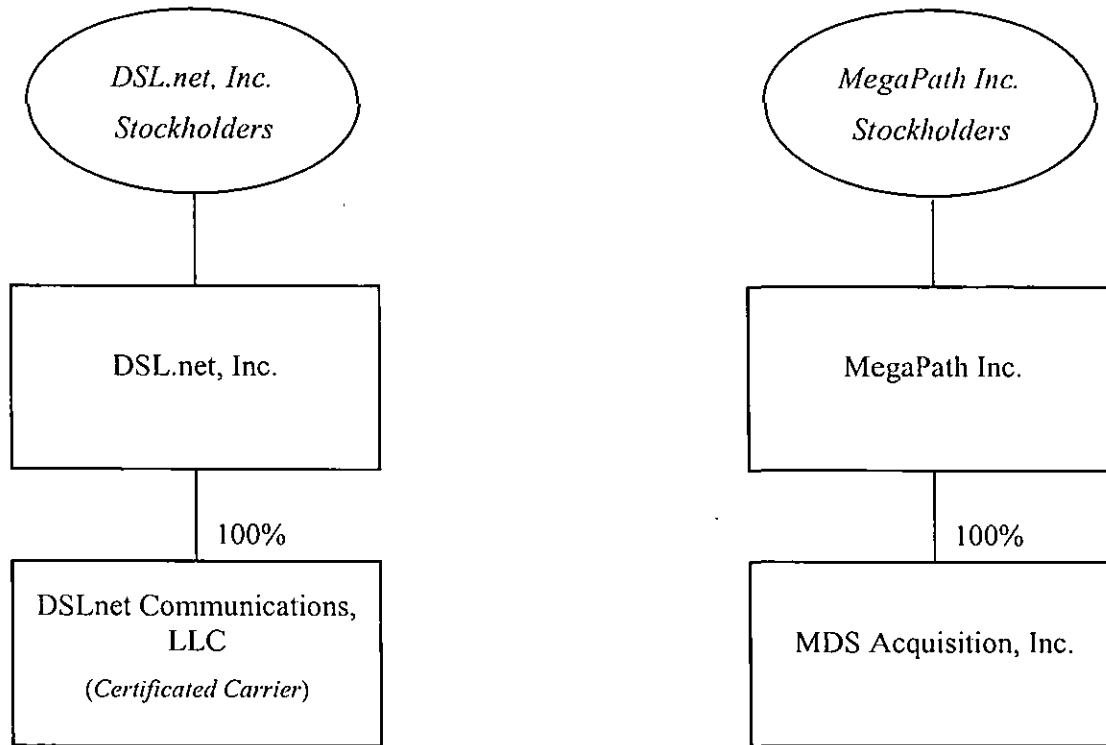 DSL.net, Inc.
Stockholders
DSL.net, Inc.
100%
DSLnet Communications,
LLC
(Certificated Carrier)
MegaPath Inc.
Stockholders
MegaPath Inc.
100%
MDS Acquisition, Inc.